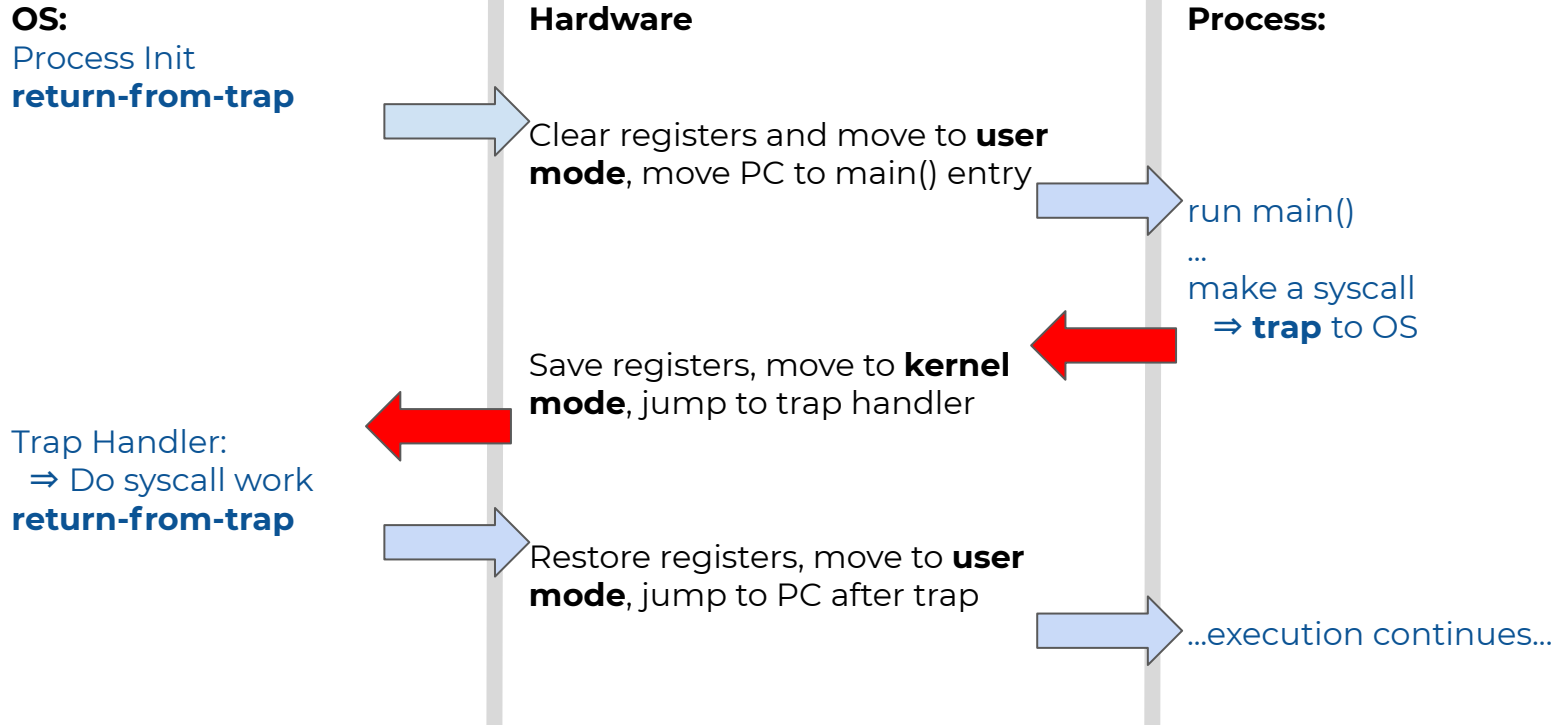 OS:
Process Init
return-from-trap
Hardware
Clear registers and move to user
mode, move PC to main() entry
Process:
run main()
...
make a syscall
⇒ trap to OS
Save registers, move to kernel
mode, jump to trap handler
Trap Handler:
⇒ Do syscall work
return-from-trap
Restore registers, move to user
mode, jump to PC after trap
...execution continues...